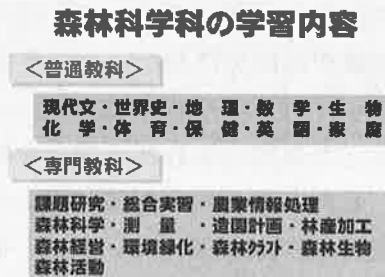 森林科学科の学習内容
＜普通教科＞
現代文・世界史・地　理・数　学・生　物
化　学・体　育・保　健・英　語・家　庭
＜専門教科＞
課題研究・総合実習・農業情報処理
森林科学・測　量　・造園計画・林産加工
森林経営・環境緑化・森林クラフト・森林生物
森林活動